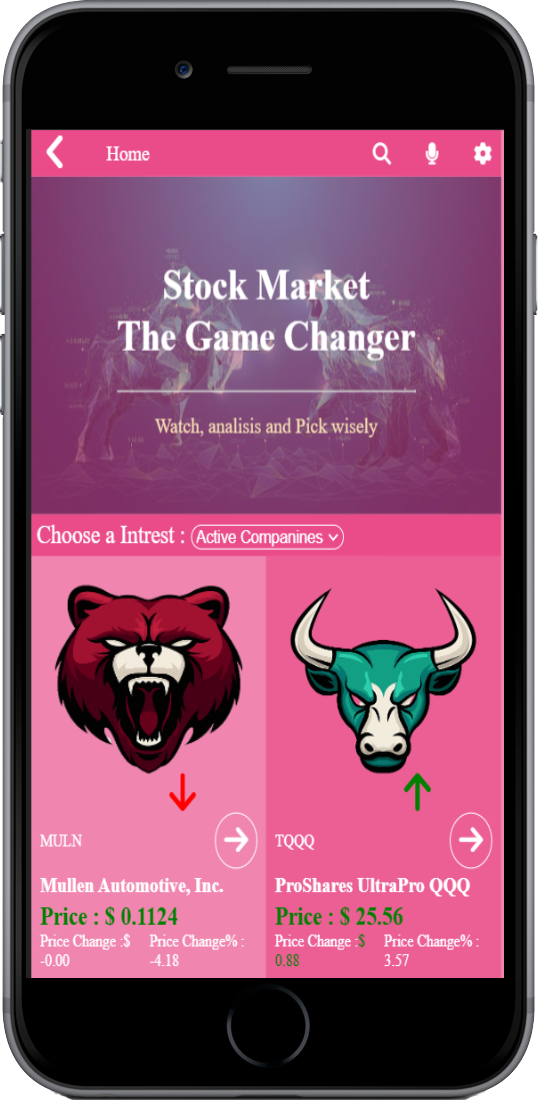 Home
Stock Market
The Game Changer
Watch, analisis and Pick wisely
Choose a Intrest : Active Companines
MULN
Mullen Automotive, Inc.
Price : $ 0.1124
Price Change :$
-0.00
Price Change% :
-4.18
TQQQ
ProShares UltraPro QQQ
Price : $ 25.56
Price Change :$
0.88
Price Change% :
3.57